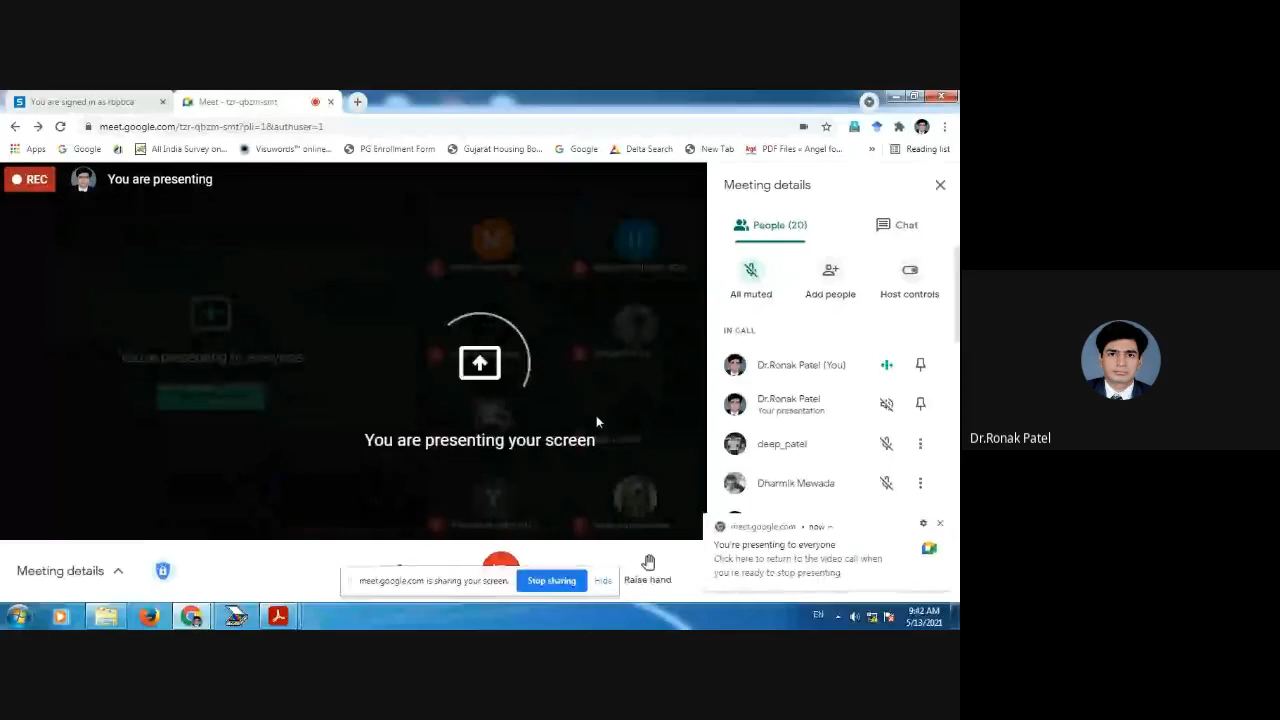 You are signed in as rbpbca
Meet - tzr-qbzm-smt
meet.google.com/tzr-qbzm-smt?pli=1&authuser=1
Apps
Google
All India Survey on...
Visuwords™ online...
PG Enrollment Form
Gujarat Housing Bo...
Google
Delta Search
New Tab
PDF Files « Angel fo...
»
Reading list
REC
You are presenting
Meeting details
People (20)
Chat
All muted
Add people
Host controls
IN CALL
Dr.Ronak Patel (You)
Dr.Ronak Patel
Your presentation
deep_patel
Dharmik Mewada
You're presenting to everyone
You are presenting your screen
meet.google.com • now
You're presenting to everyone
Click here to return to the video call when
you're ready to stop presenting
Meeting details
meet.google.com is sharing your screen.
Stop sharing
Hide
Raise hand
EN
9:42 AM
5/13/2021
Dr.Ronak Patel